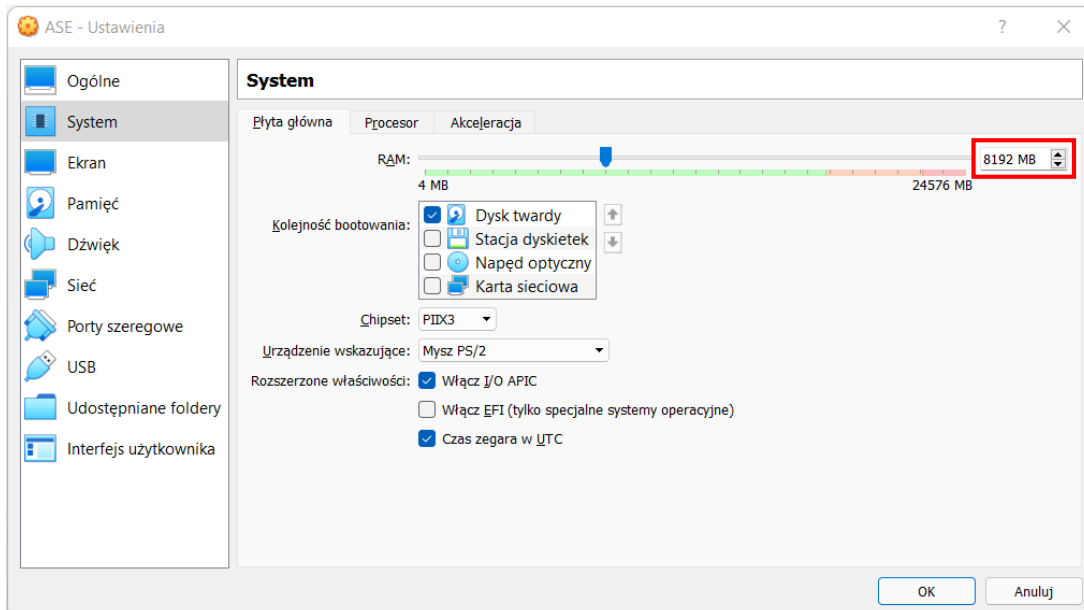 ASE - Ustawienia
?
Ogólne
System
Ekran
Pamięć
Dźwięk
Sieć
Porty szeregowe
USB
Udostępniane foldery
Interfejs użytkownika
System
Płyta główna Procesor Akceleracja
RAM: 8192 MB
4 MB 24576 MB
Kolejność bootowania: Dysk twardy
Stacja dyskietek
Napęd optyczny
Karta sieciowa
Chipset: PIIX3
Urządzenie wskazujące: Mysz PS/2
Rozszerzone właściwości: Włącz I/O APIC
Włącz EFI (tylko specjalne systemy operacyjne)
Czas zegara w UTC
OK Anuluj